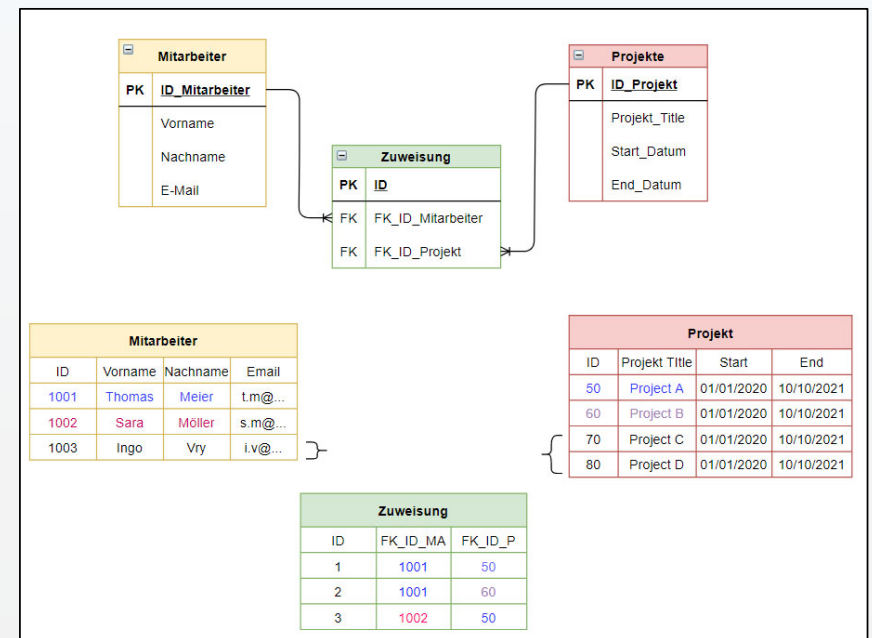 Mitarbeiter
PK ID_Mitarbeiter
Vorname
Nachname
E-Mail
Projekte
PK ID_Projekt
Projekt_Title
Start_Datum
End_Datum
Zuweisung
PK ID
FK FK_ID_Mitarbeiter
FK FK_ID_Projekt
Mitarbeiter
ID Vorname Nachname Email
1001 Thomas Meier t.m@...
1002 Sara Möller s.m@...
1003 Ingo Vry i.v@...
Projekt
ID Projekt TItle Start End
50 Project A 01/01/2020 10/10/2021
60 Project B 01/01/2020 10/10/2021
70 Project C 01/01/2020 10/10/2021
80 Project D 01/01/2020 10/10/2021
Zuweisung
ID FK_ID_MA FK_ID_P
1 1001 50
2 1001 60
3 1002 50